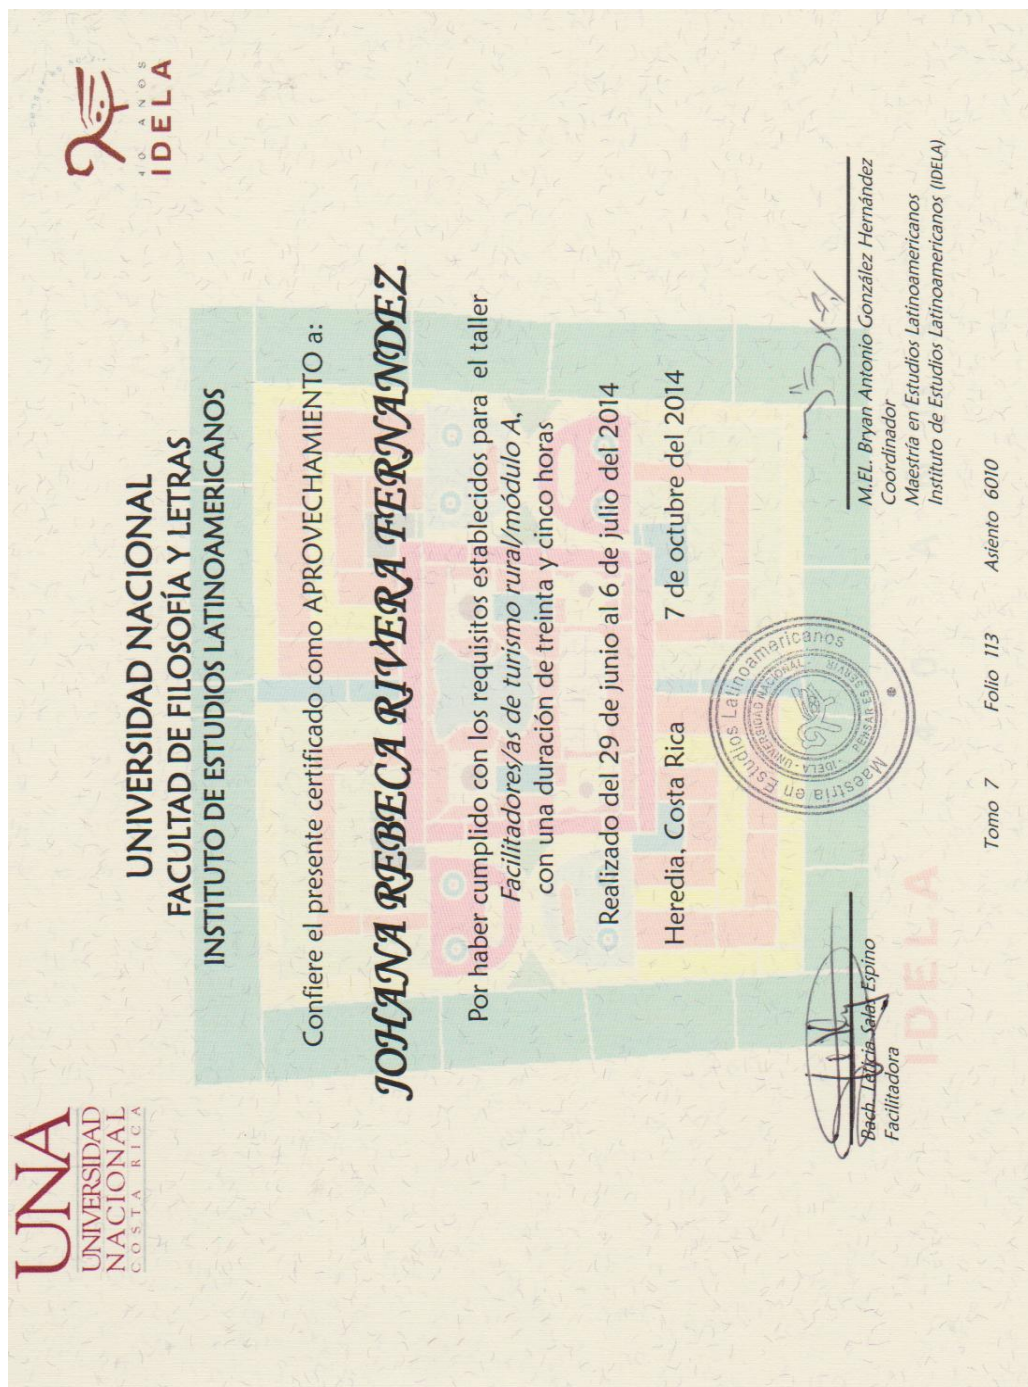 UNA
UNIVERSIDAD
NACIONAL
COSTA RICA
40 AÑOS
IDELA
UNIVERSIDAD NACIONAL
FACULTAD DE FILOSOFÍA Y LETRAS
INSTITUTO DE ESTUDIOS LATINOAMERICANOS
Confiere el presente certificado como APROVECHAMIENTO a:
JOHANA REBECA RIVERA FERNANDEZ
Por haber cumplido con los requisitos establecidos para el taller
Facilitadores/as de turismo rural/módulo A,
con una duración de treinta y cinco horas
Realizado del 29 de junio al 6 de julio del 2014
Heredia, Costa Rica 7 de octubre del 2014
Maestría en Estudios Latinoamericanos
UNIVERSIDAD NACIONAL - IDELA -
PENSAR ES SERVIR
Bach. Leticia Salas Espino
Facilitadora
M.EL. Bryan Antonio González Hernández
Coordinador
Maestría en Estudios Latinoamericanos
Instituto de Estudios Latinoamericanos (IDELA)
IDELA
Tomo 7 Folio 113 Asiento 6010